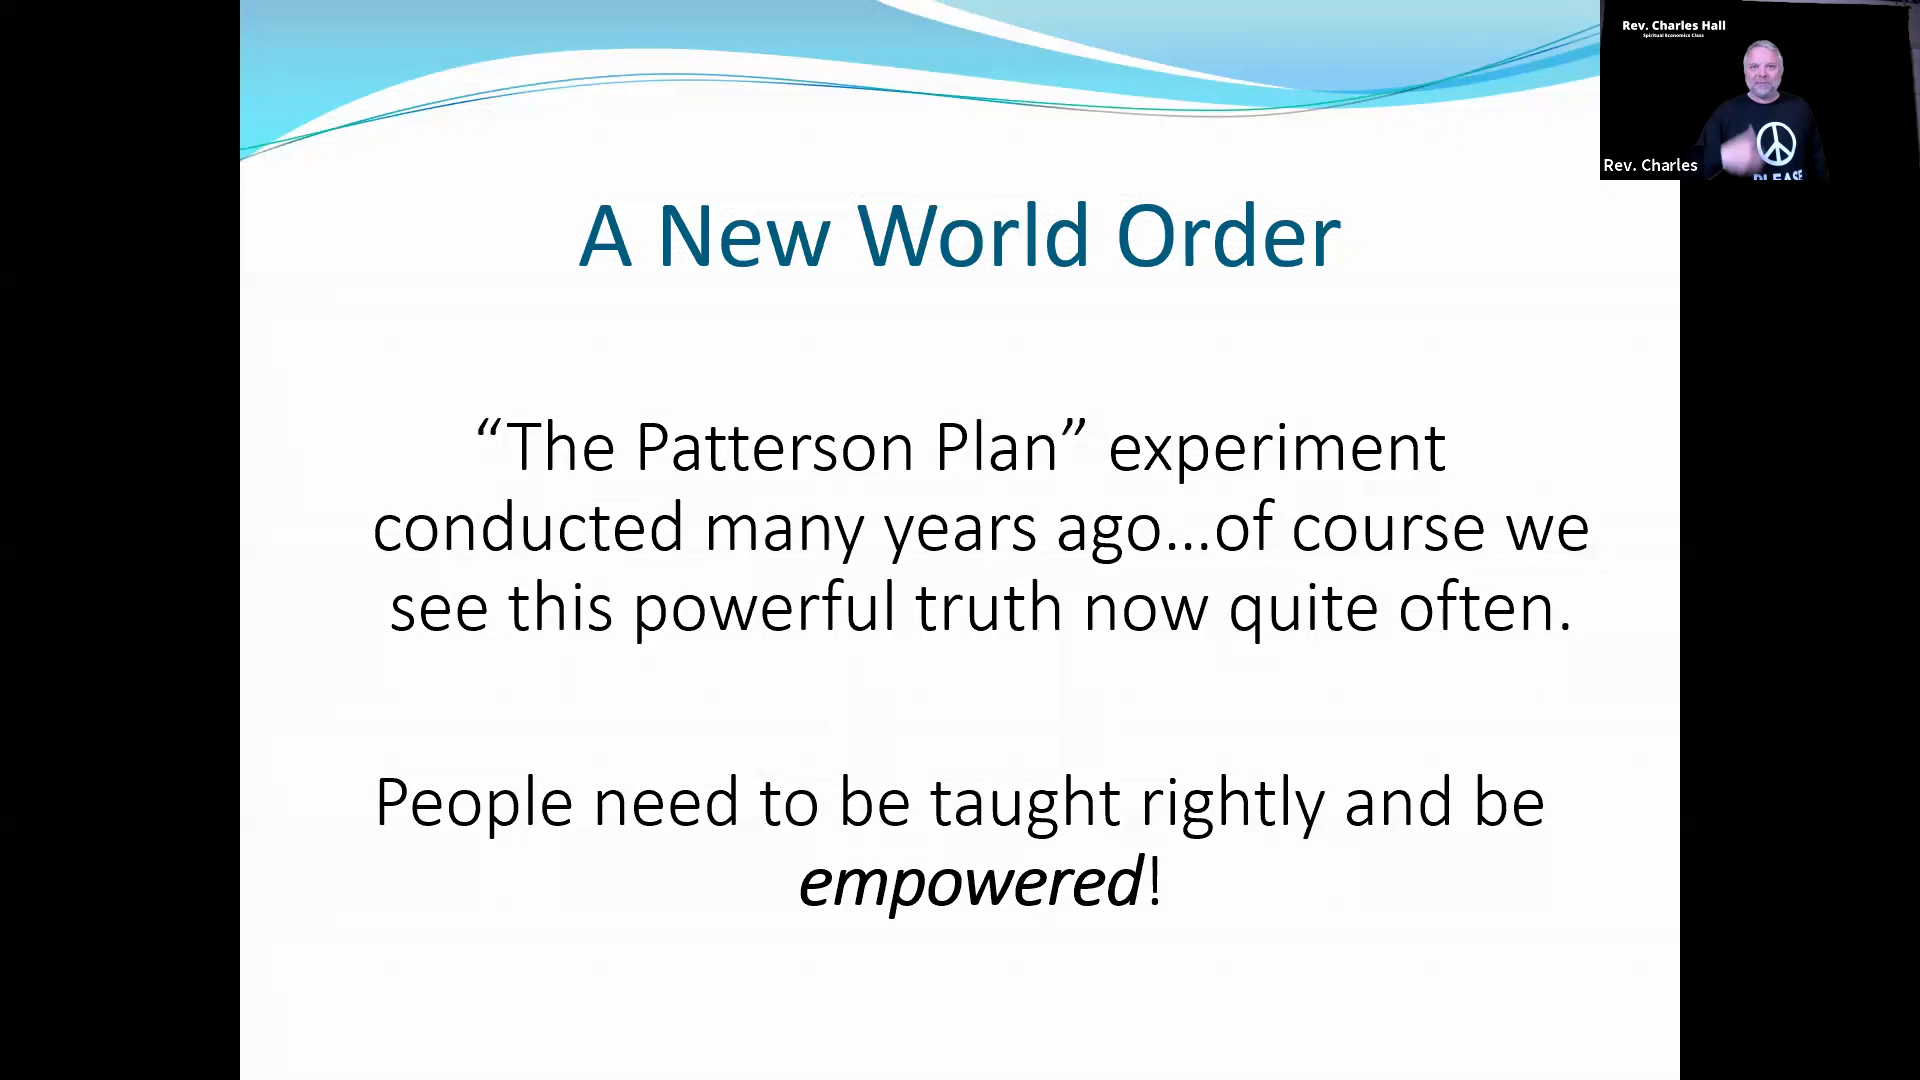 Rev. Charles Hall
Spiritual Economics Class
Rev. Charles
PLEASE
A New World Order
“The Patterson Plan” experiment
conducted many years ago...of course we
see this powerful truth now quite often.
People need to be taught rightly and be
empowered!